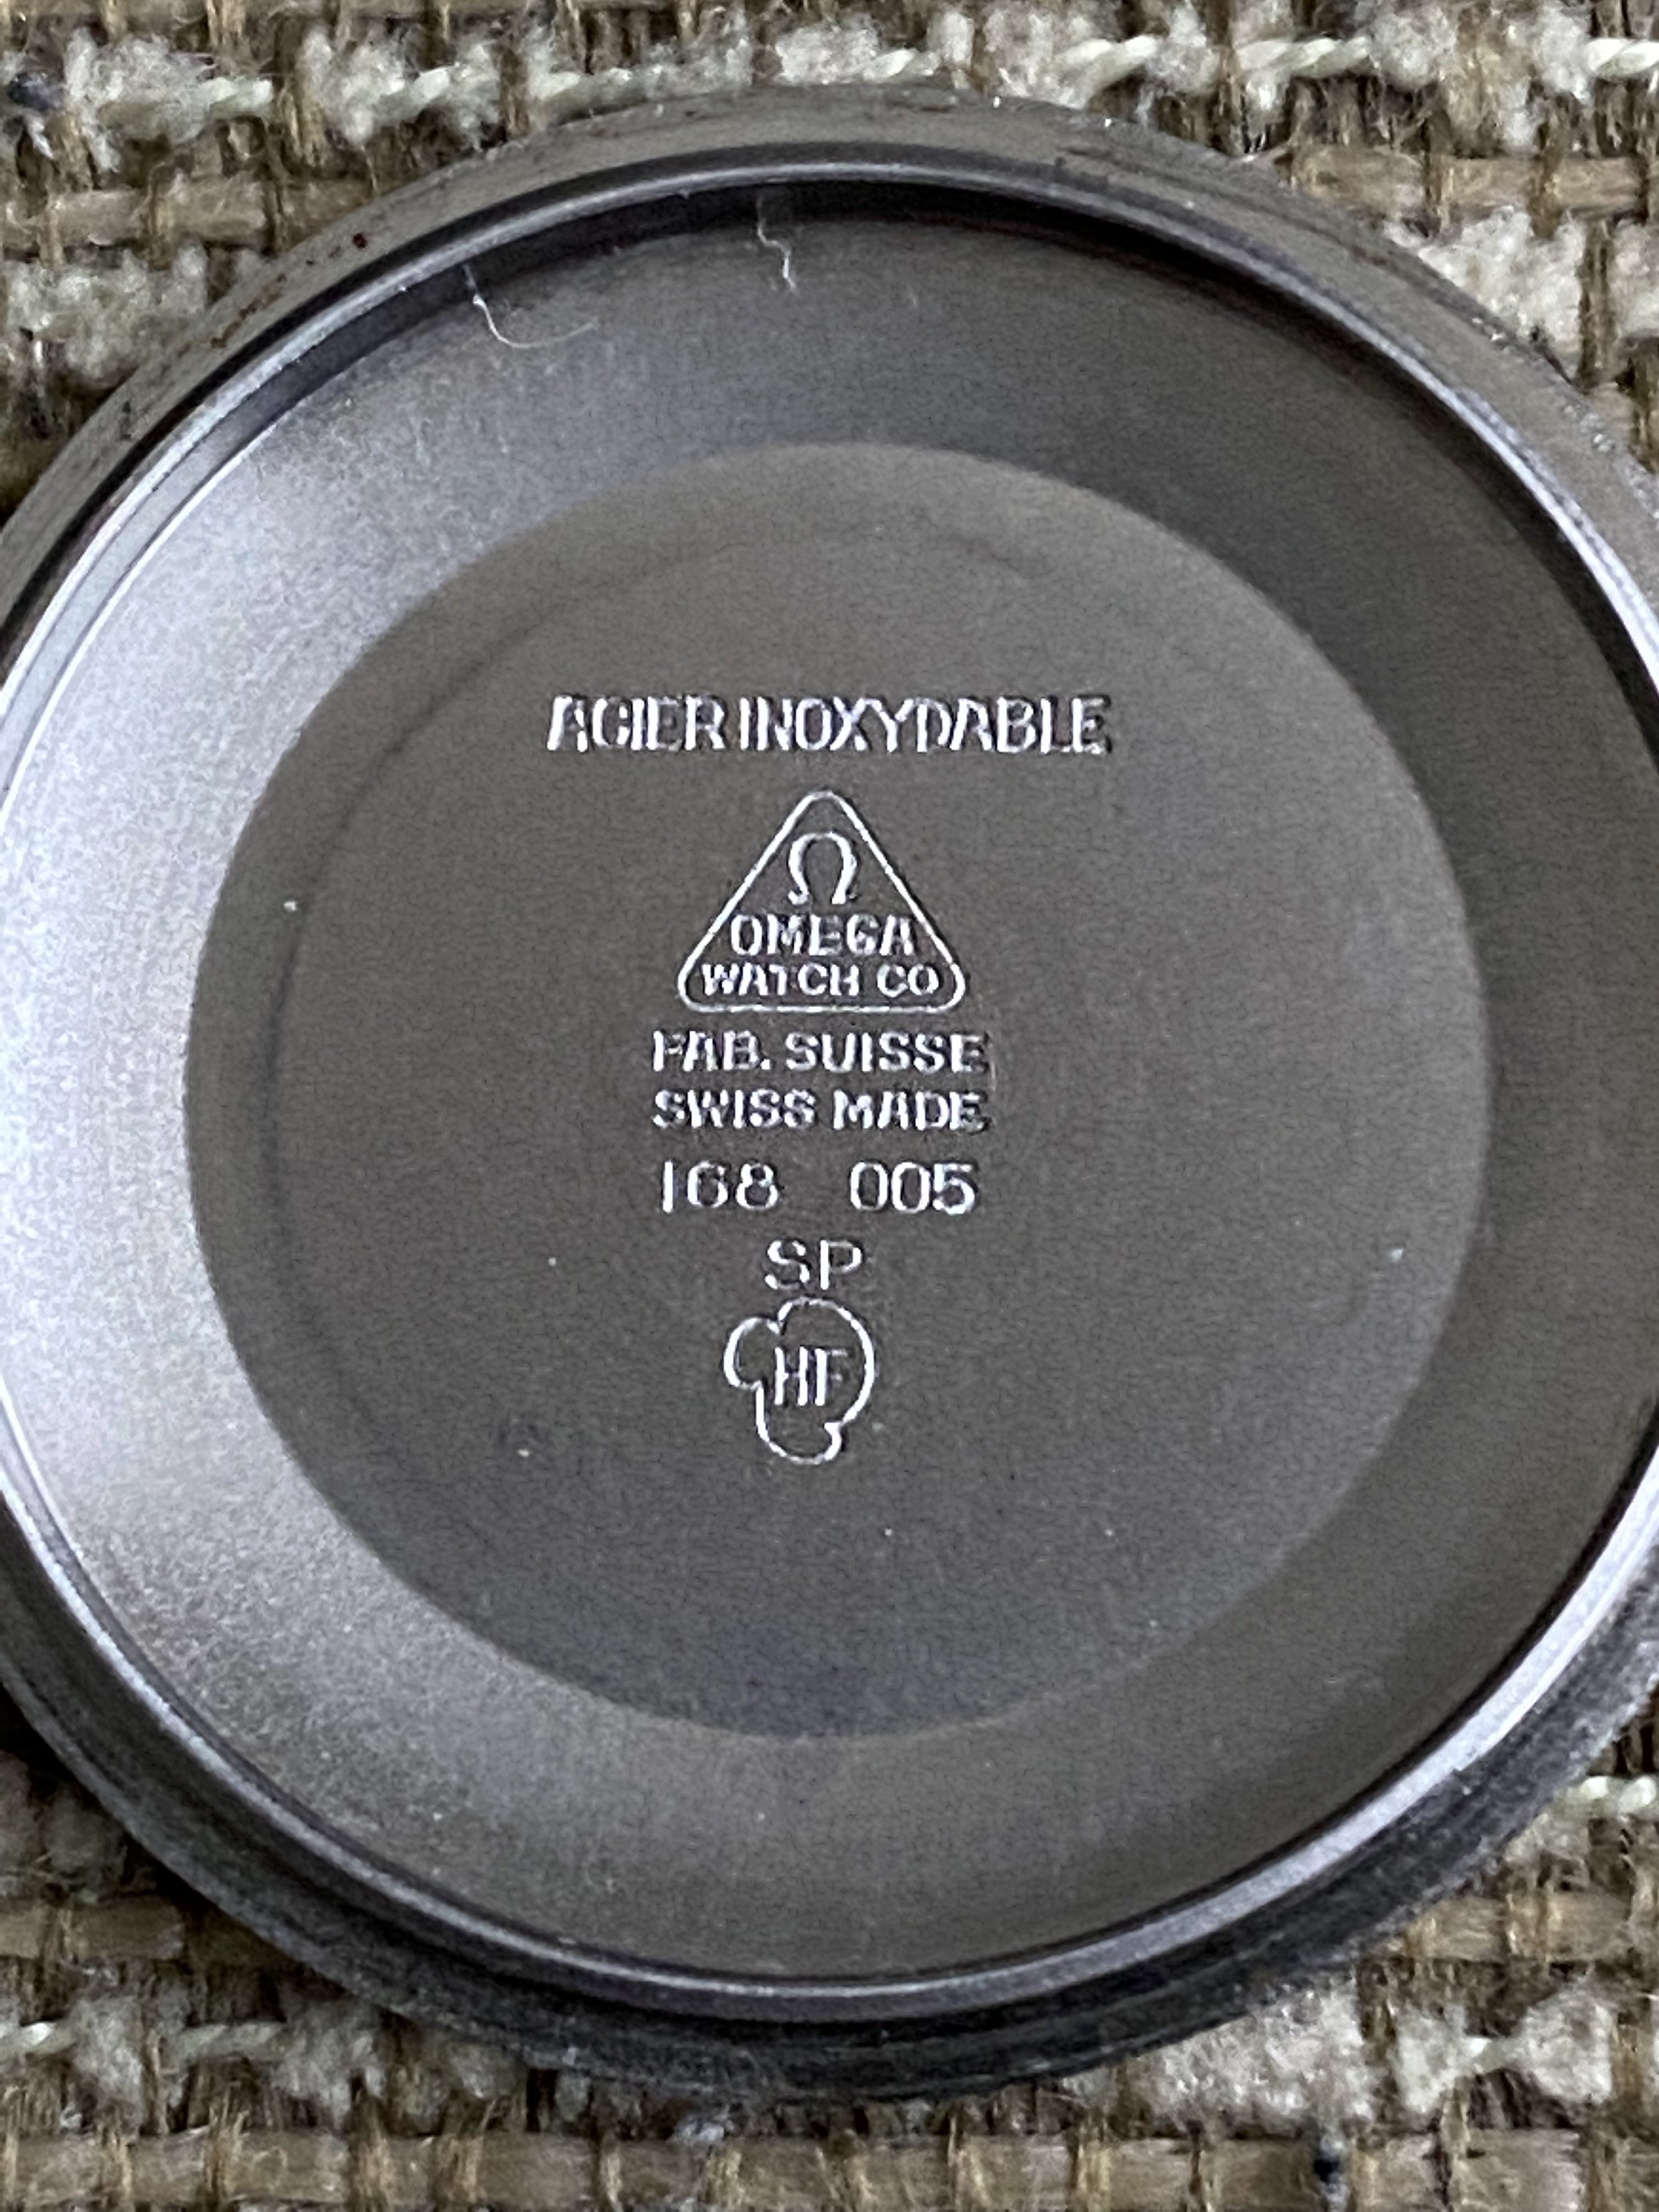 ACIER INOXYDABLE
Ω
OMEGA
WATCH CO
FAB. SUISSE
SWISS MADE
168 005
SP
HF